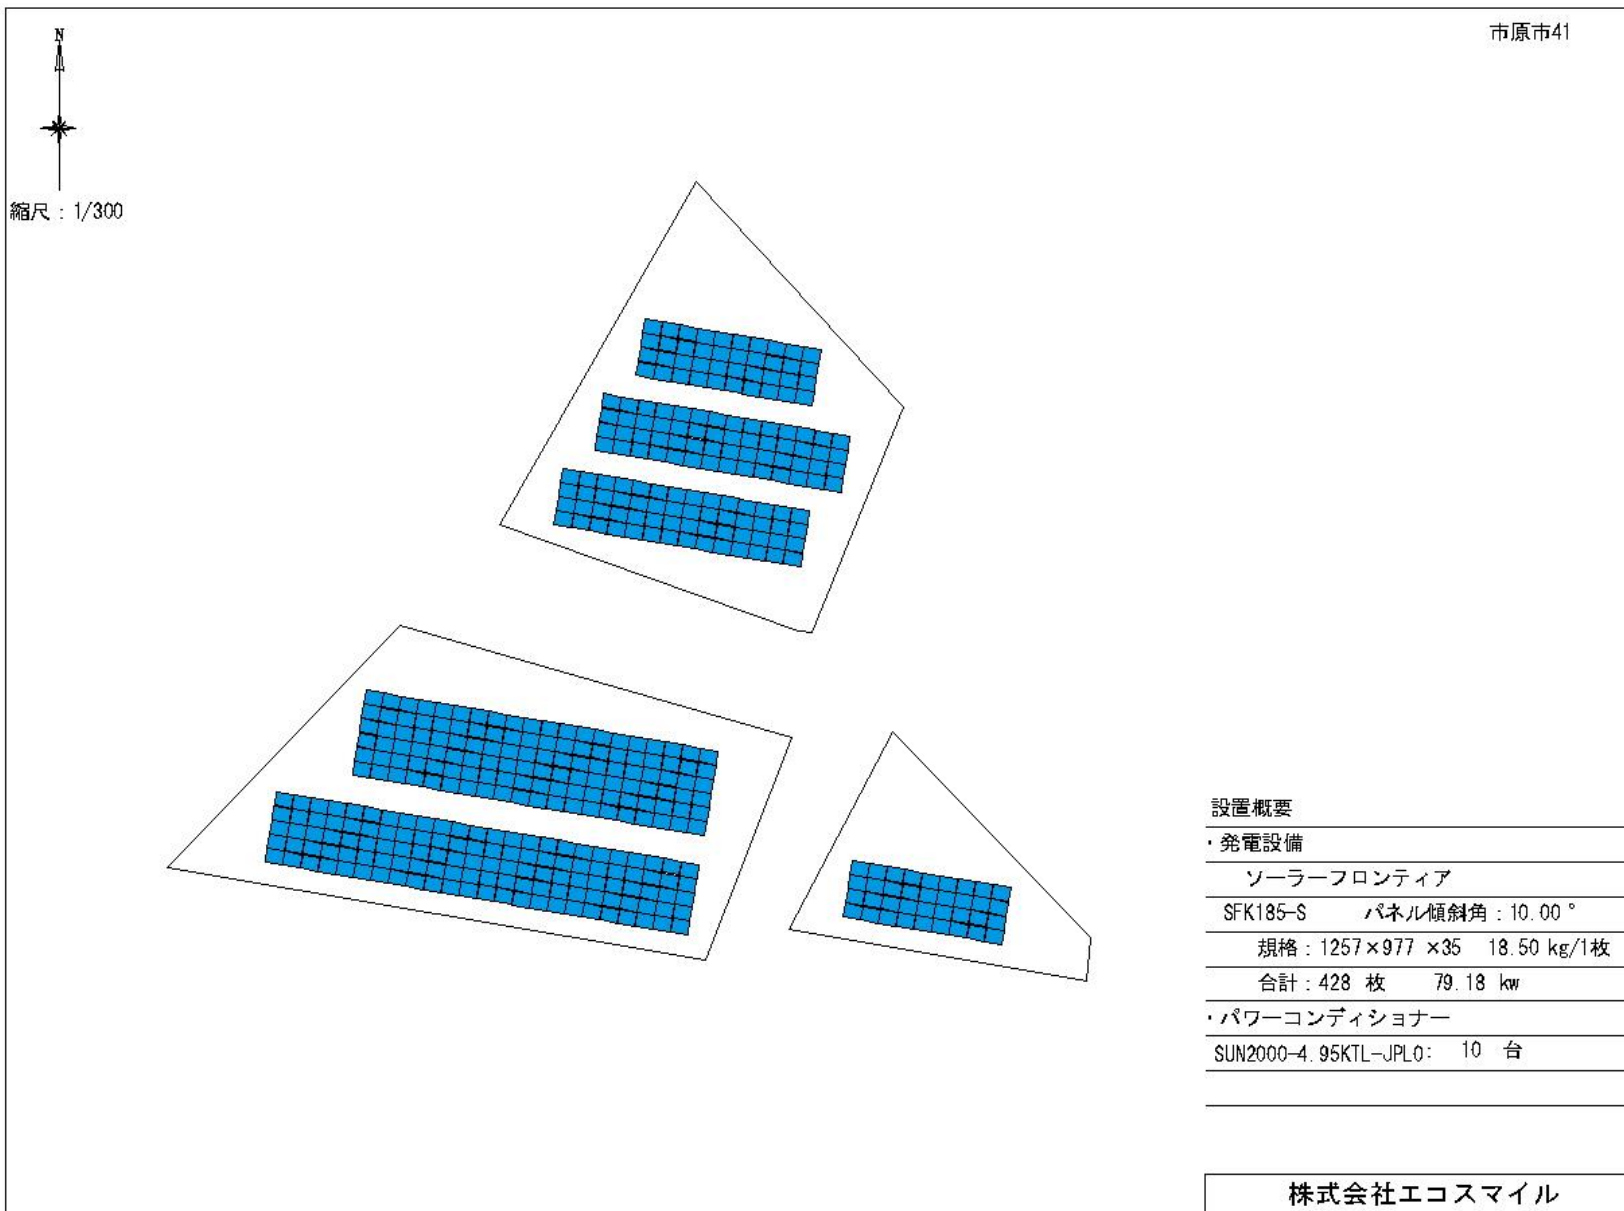 市原市41
N
縮尺：1/300
設置概要
・発電設備
ソーラーフロンティア
SFK185-S パネル傾斜角：10.00°
規格：1257×977 ×35 18.50 kg/1枚
合計：428 枚 79.18 kw
・パワーコンディショナー
SUN2000-4.95KTL-JPL0： 10 台
株式会社エコスマイル